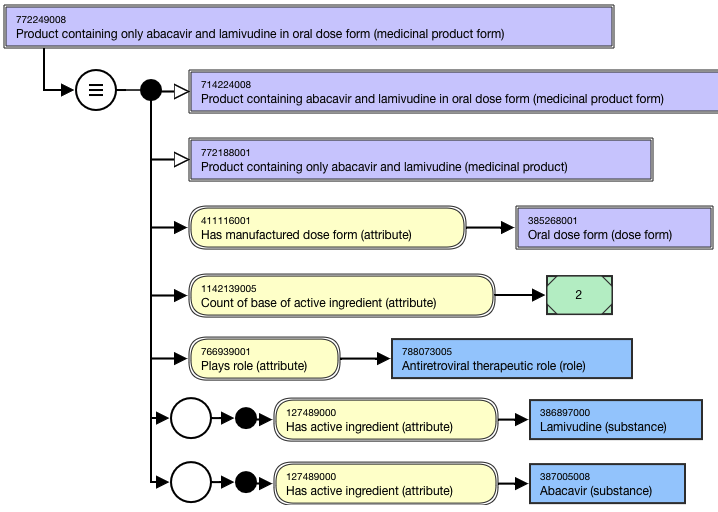 772249008
Product containing only abacavir and lamivudine in oral dose form (medicinal product form)
714224008
Product containing abacavir and lamivudine in oral dose form (medicinal product form)
772188001
Product containing only abacavir and lamivudine (medicinal product)
411116001
Has manufactured dose form (attribute)
385268001
Oral dose form (dose form)
1142139005
Count of base of active ingredient (attribute)
2
766939001
Plays role (attribute)
788073005
Antiretroviral therapeutic role (role)
127489000
Has active ingredient (attribute)
386897000
Lamivudine (substance)
127489000
Has active ingredient (attribute)
387005008
Abacavir (substance)